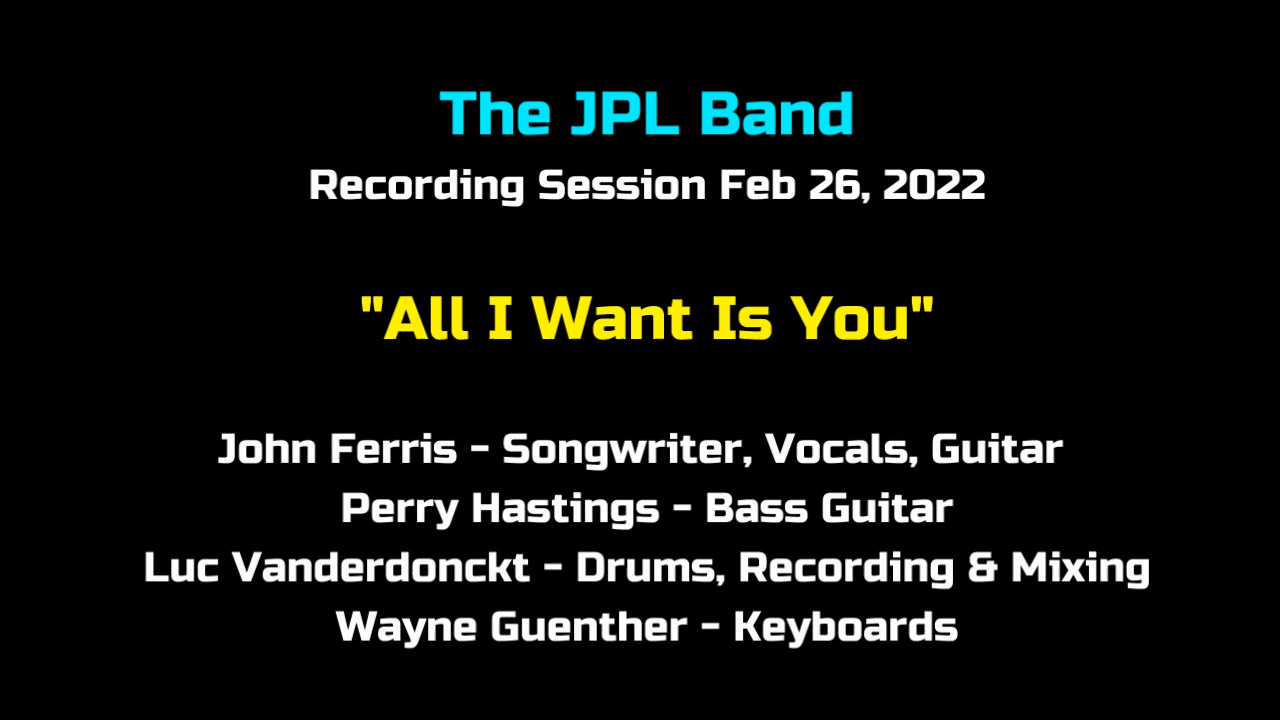 The JPL Band
Recording Session Feb 26, 2022
"All I Want Is You"
John Ferris - Songwriter, Vocals, Guitar
Perry Hastings - Bass Guitar
Luc Vanderdonckt - Drums, Recording & Mixing
Wayne Guenther - Keyboards